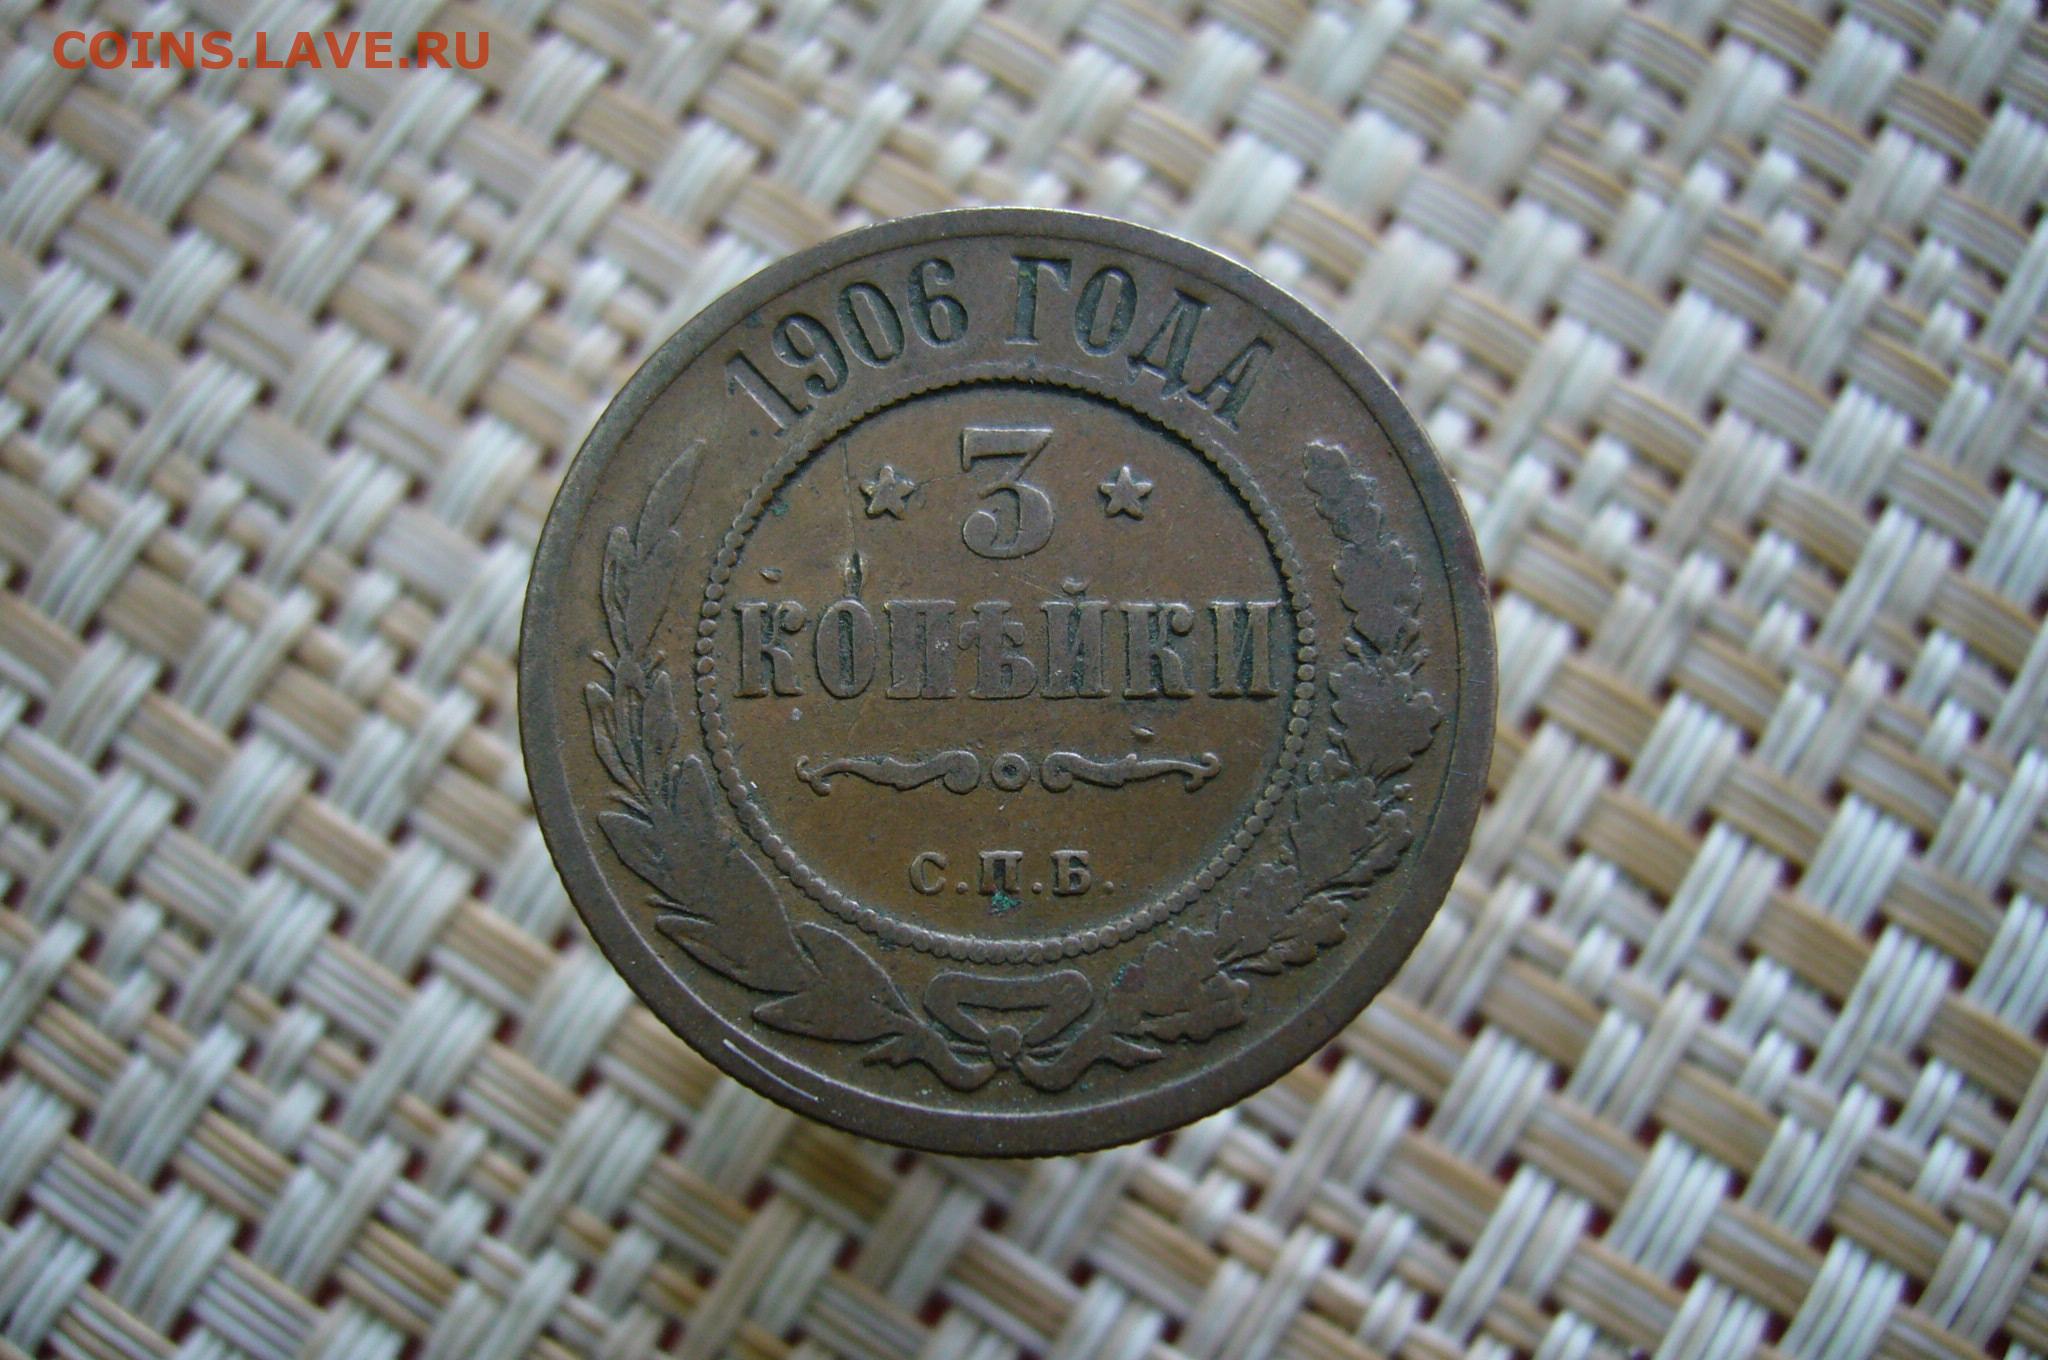 COINS.LAVE.RU
1906 ГОДА
3
КОПѢЙКИ
С.П.Б.